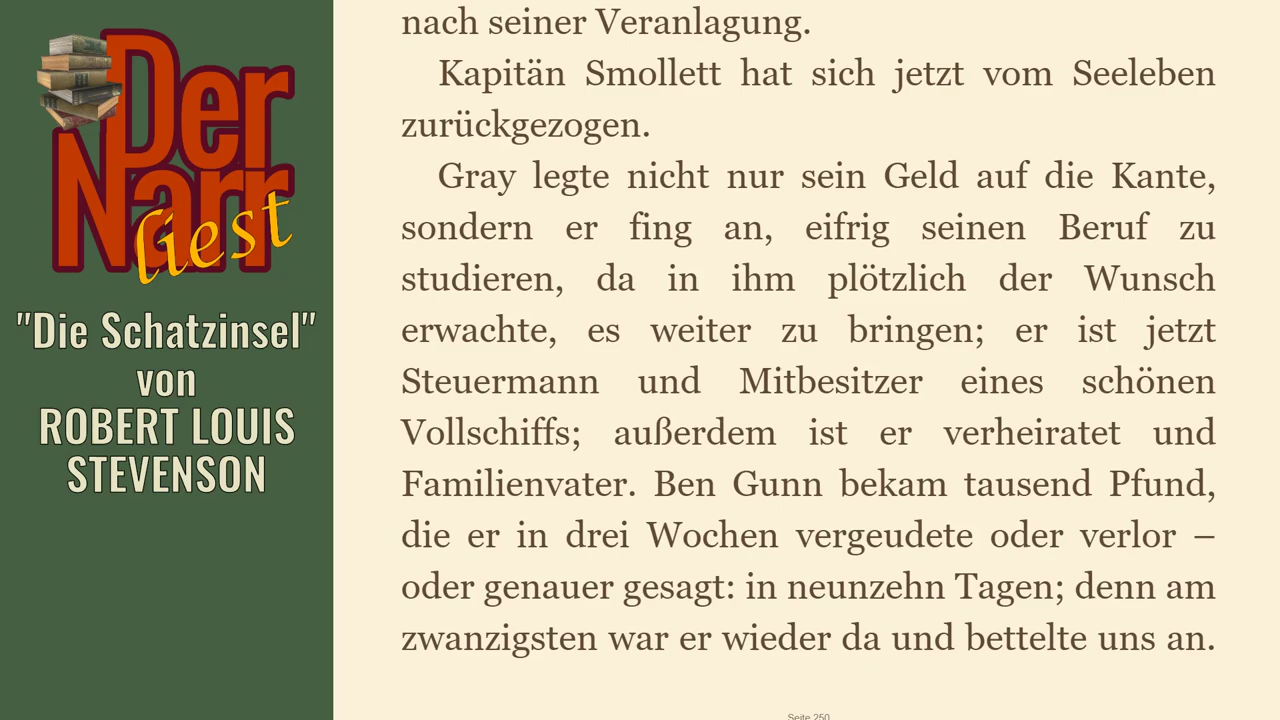 Der
Narr
liest
"Die Schatzinsel"
von
ROBERT LOUIS
STEVENSON
nach seiner Veranlagung.
Kapitän Smollett hat sich jetzt vom Seeleben
zurückgezogen.
Gray legte nicht nur sein Geld auf die Kante,
sondern er fing an, eifrig seinen Beruf zu
studieren, da in ihm plötzlich der Wunsch
erwachte, es weiter zu bringen; er ist jetzt
Steuermann und Mitbesitzer eines schönen
Vollschiffs; außerdem ist er verheiratet und
Familienvater. Ben Gunn bekam tausend Pfund,
die er in drei Wochen vergeudete oder verlor –
oder genauer gesagt: in neunzehn Tagen; denn am
zwanzigsten war er wieder da und bettelte uns an.
Seite 250